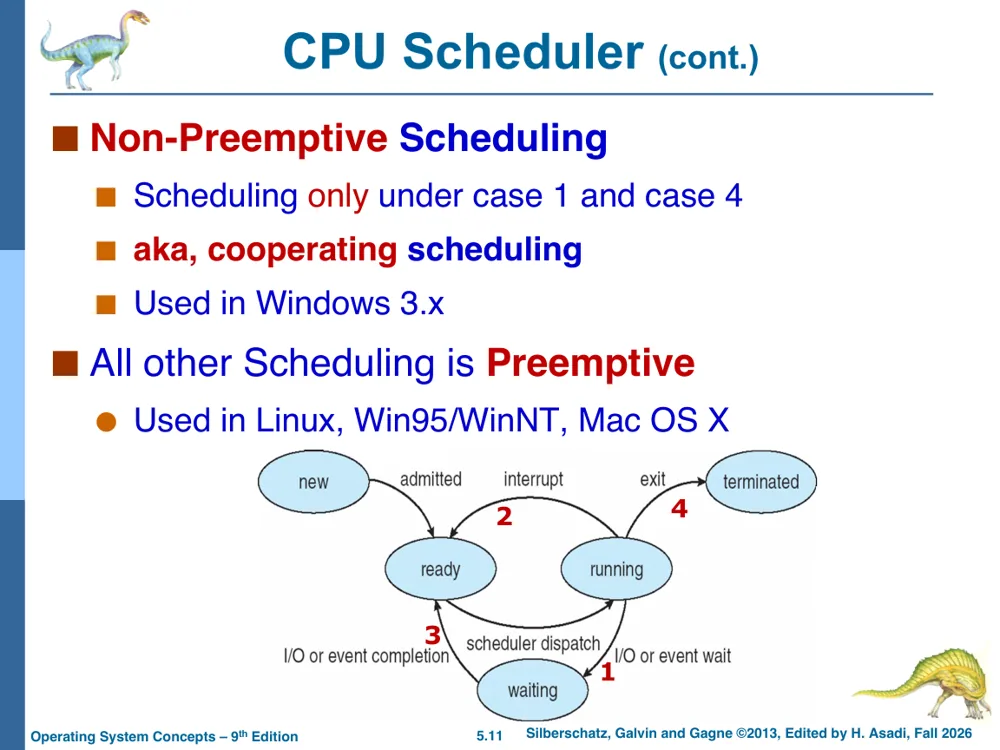 CPU Scheduler (cont.)
Non-Preemptive Scheduling
Scheduling only under case 1 and case 4
aka, cooperating scheduling
Used in Windows 3.x
All other Scheduling is Preemptive
Used in Linux, Win95/WinNT, Mac OS X
new
admitted
interrupt
exit
terminated
2
4
ready
running
3
scheduler dispatch
I/O or event completion
I/O or event wait
1
waiting
Operating System Concepts – 9th Edition
5.11
Silberschatz, Galvin and Gagne ©2013, Edited by H. Asadi, Fall 2026